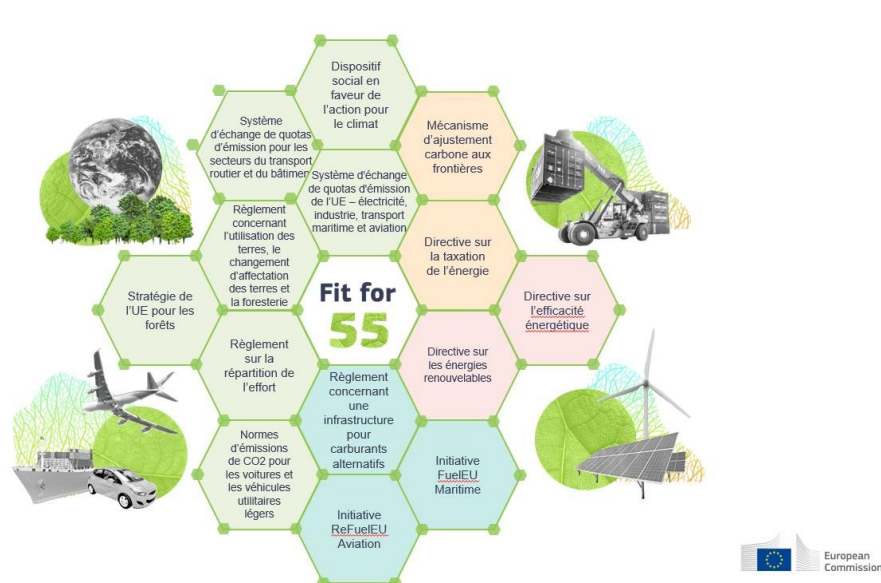 Dispositif
social en
faveur de
l'action pour
le climat
Système
d'échange de quotas
d'émission pour les
secteurs du transport
routier et du bâtimen
Mécanisme
d'ajustement
carbone aux
frontières
Système d'échange
de quotas d'émission
de l'UE – électricité,
industrie, transport
maritime et aviation
Règlement
concernant
l'utilisation des
terres, le
changement
d'affectation
des terres et
la foresterie
Directive sur
la taxation
de l'énergie
Stratégie de
l'UE pour les
forêts
Fit for
55
Directive sur
l'efficacité
énergétique
Règlement
sur la
répartition de
l'effort
Directive sur
les énergies
renouvelables
Règlement
concernant
une
infrastructure
pour
carburants
alternatifs
Normes
d'émissions
de CO2 pour
les voitures et
les véhicules
utilitaires
légers
Initiative
FuelEU
Maritime
Initiative
ReFuelEU
Aviation
European
Commission